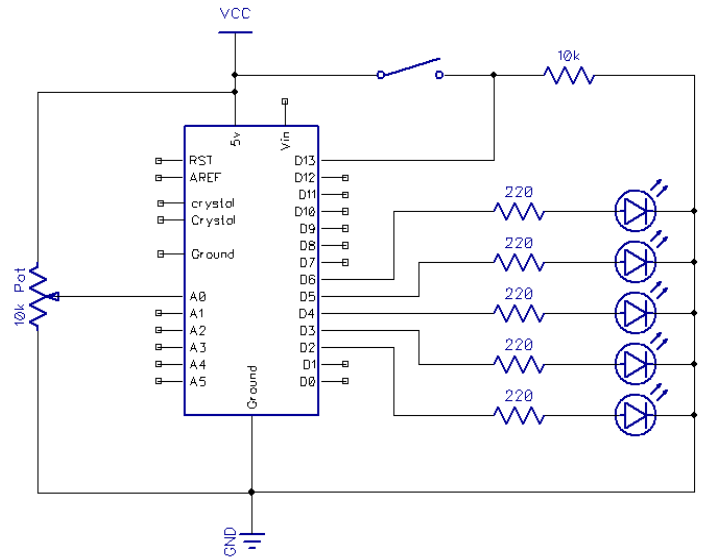 VCC
10k
5v
Vin
RST
AREF
crystal
Crystal
Ground
A0
A1
A2
A3
A4
A5
D13
D12
D11
D10
D9
D8
D7
D6
D5
D4
D3
D2
D1
D0
Ground
10k Pot
220
220
220
220
220
GND